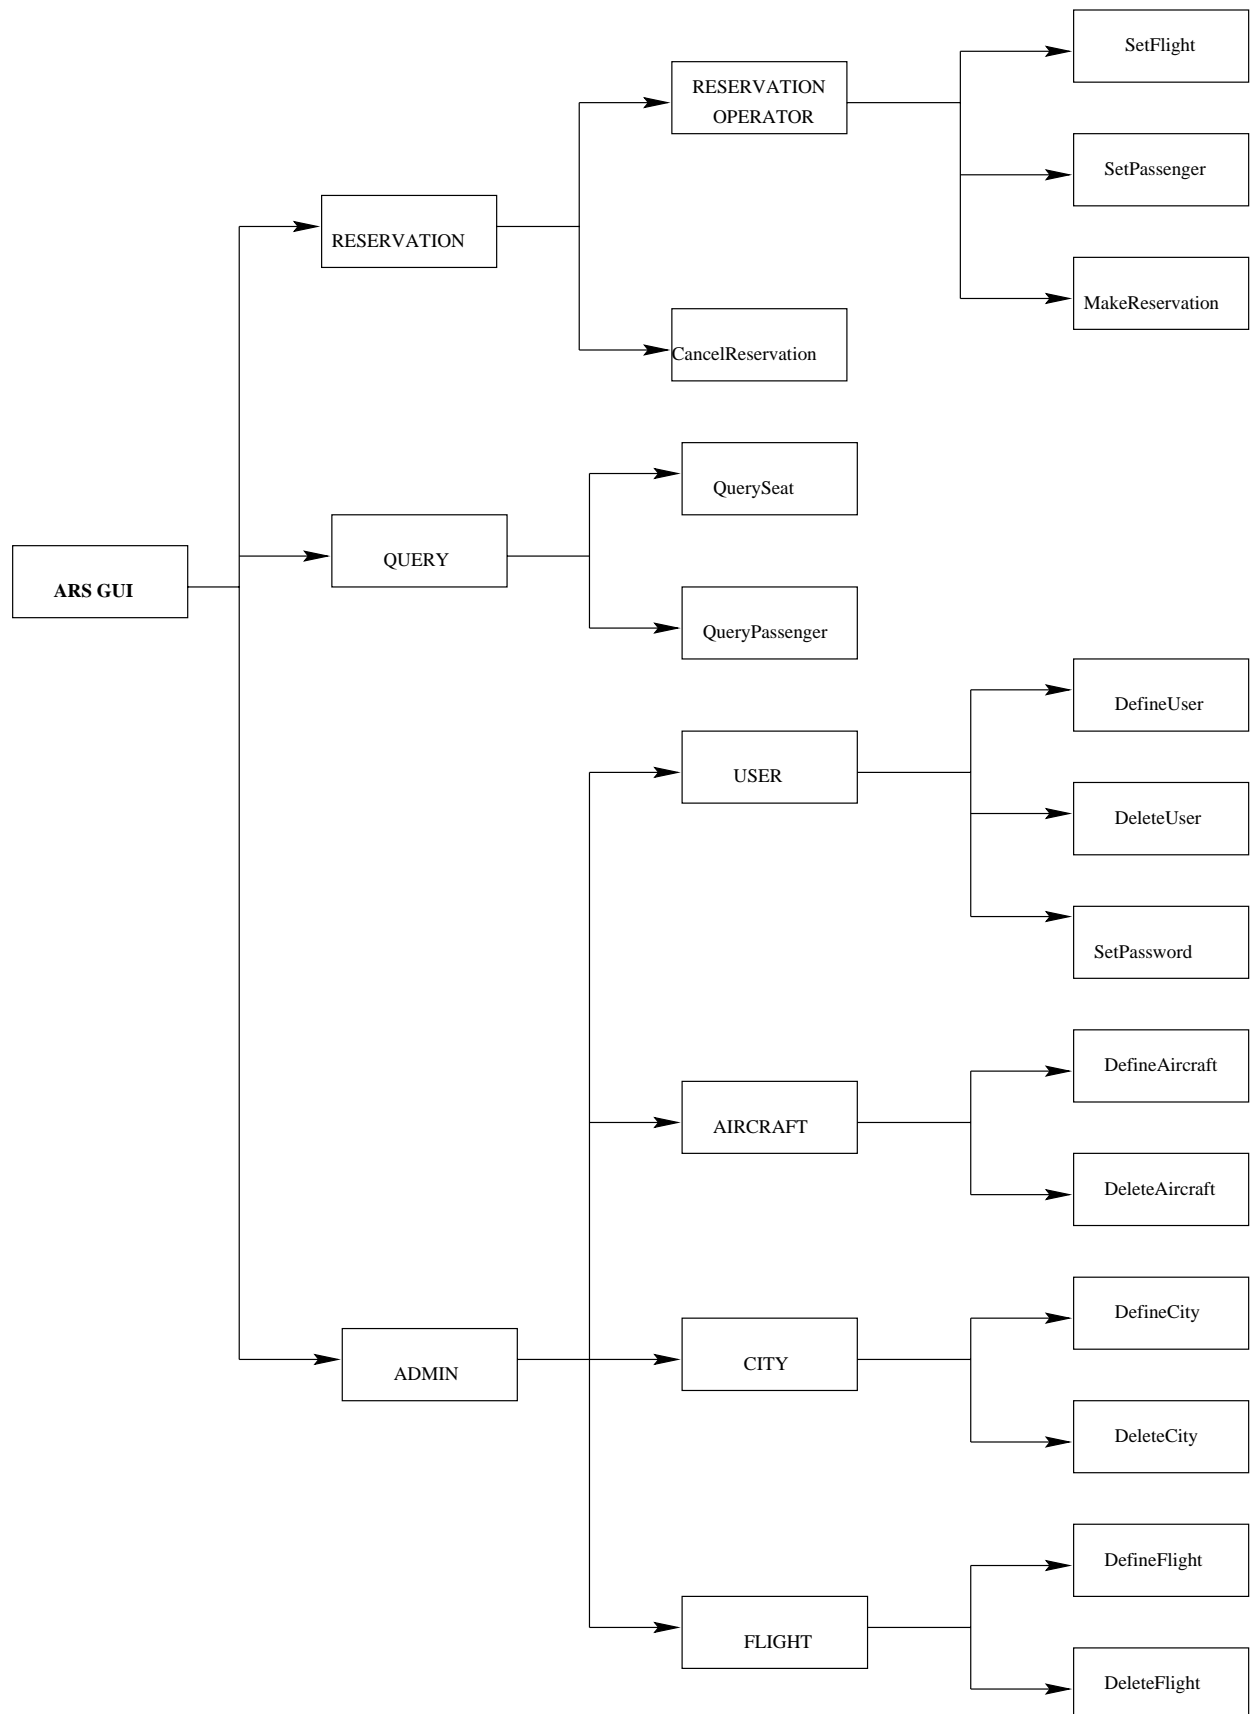 SetFlight
RESERVATION
OPERATOR
SetPassenger
RESERVATION
MakeReservation
CancelReservation
QuerySeat
QUERY
ARS GUI
QueryPassenger
DefineUser
USER
DeleteUser
SetPassword
DefineAircraft
AIRCRAFT
DeleteAircraft
DefineCity
CITY
ADMIN
DeleteCity
DefineFlight
FLIGHT
DeleteFlight